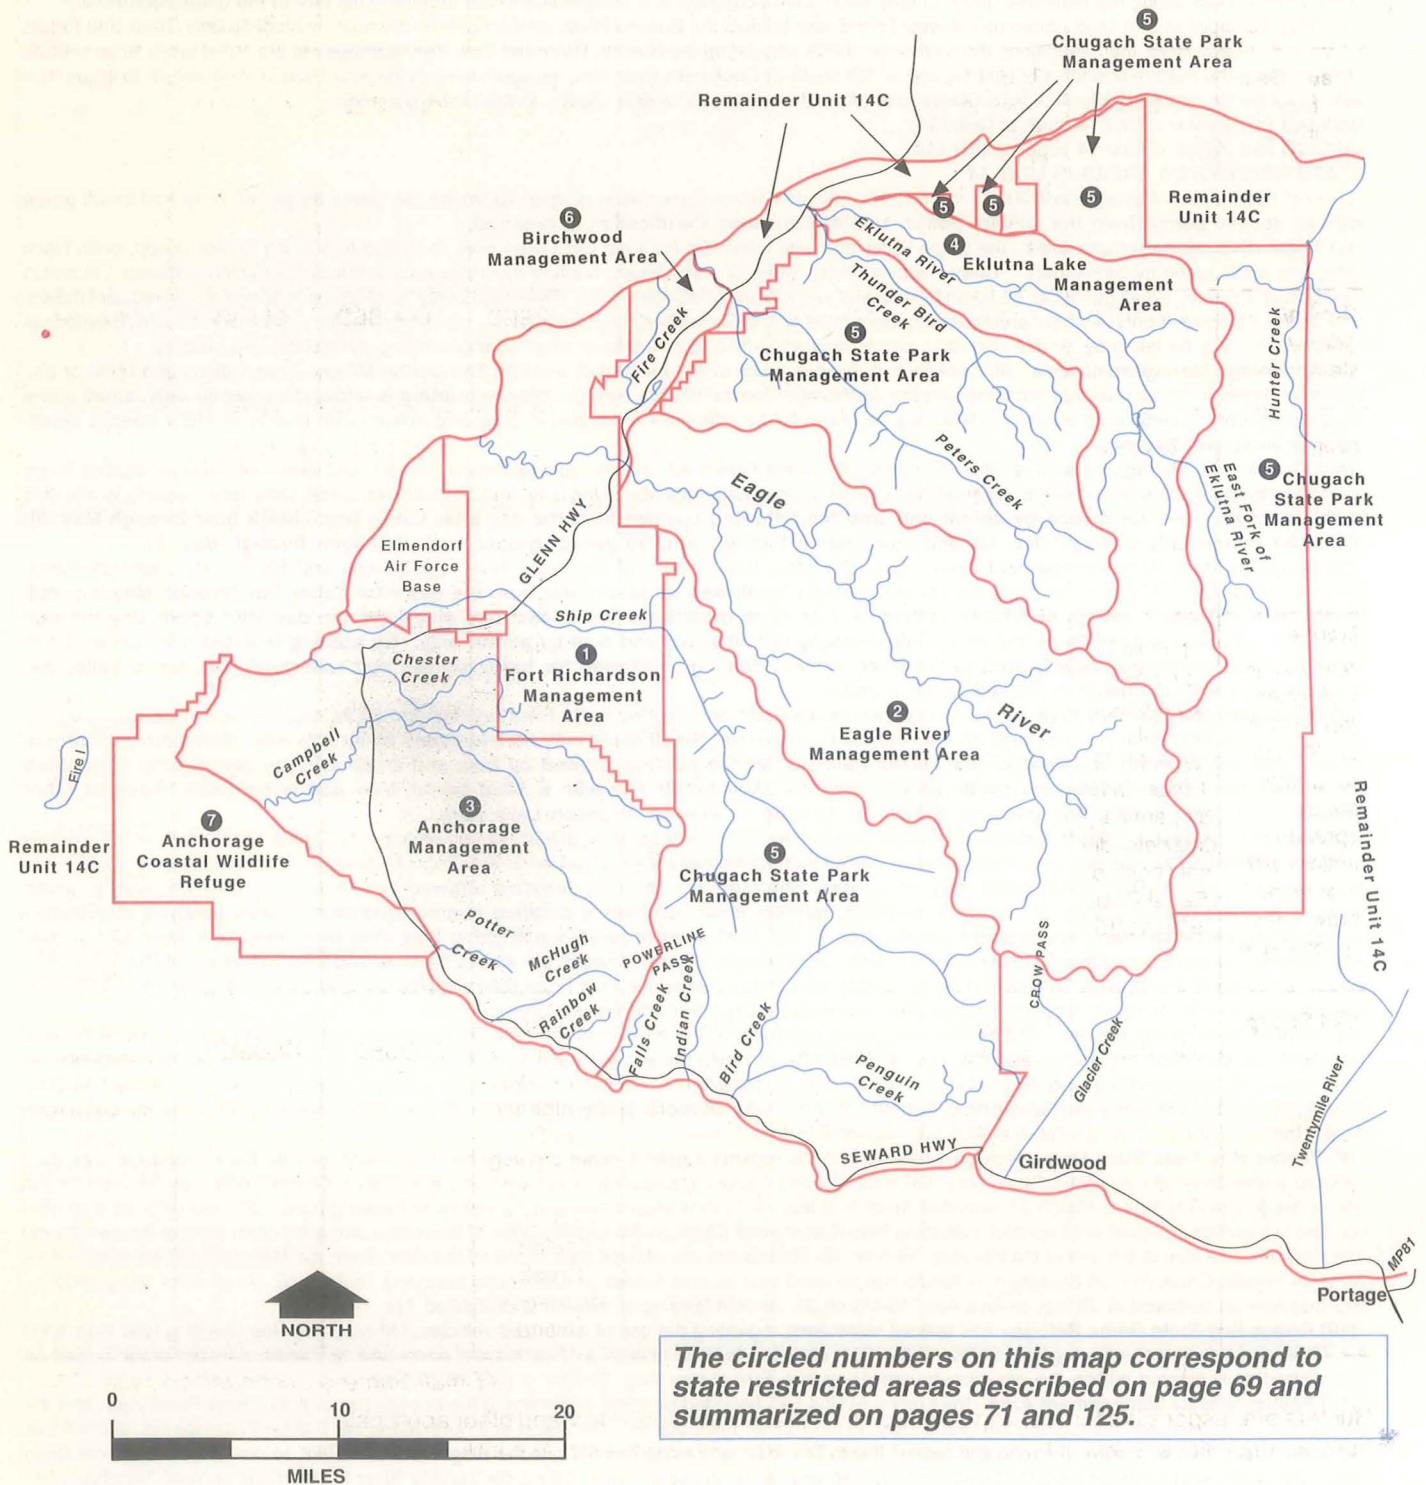 5
Chugach State Park
Management Area
Remainder Unit 14C
5
5
5
Remainder
Unit 14C
6
Birchwood
Management Area
4
Eklutna Lake
Management
Area
Eklutna River
Thunder Bird
Creek
Fire Creek
5
Chugach State Park
Management Area
Hunter Creek
Peters Creek
5
Chugach
State Park
Management
Area
East Fork of
Eklutna River
Eagle
River
GLENN HWY
Elmendorf
Air Force
Base
Ship Creek
Chester
Creek
1
Fort Richardson
Management
Area
2
Eagle River
Management Area
Campbell
Creek
Fire I
Remainder
Unit 14C
7
Anchorage
Coastal Wildlife
Refuge
3
Anchorage
Management
Area
5
Chugach State Park
Management Area
Remainder Unit 14C
Potter
Creek
McHugh
Creek
Rainbow
Creek
POWERLINE
PASS
Falls Creek
Indian Creek
Bird Creek
Penguin
Creek
CROW PASS
Glacier Creek
Twentymile River
SEWARD HWY
Girdwood
MP81
Portage
NORTH
The circled numbers on this map correspond to
state restricted areas described on page 69 and
summarized on pages 71 and 125.
0 10 20
MILES